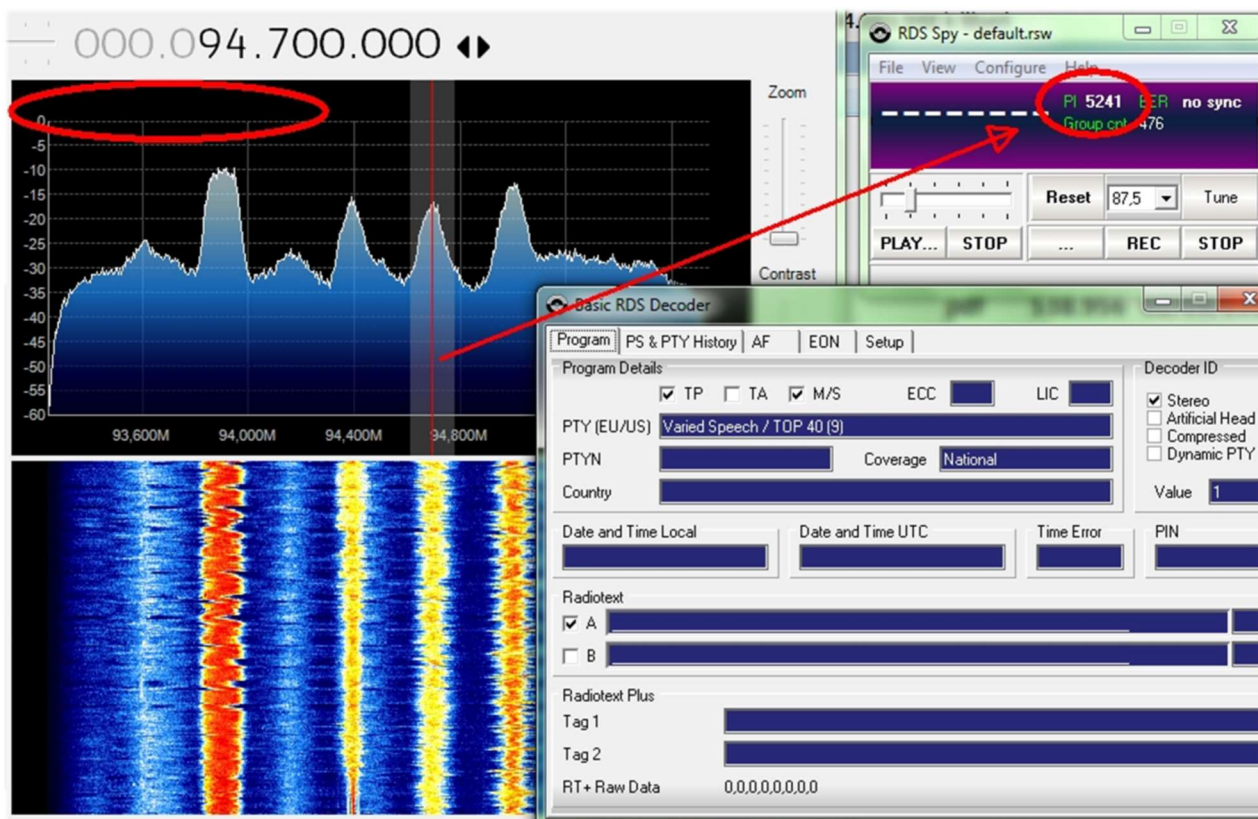 000.094.700.000
Zoom
Contrast
0
-5
-10
-15
-20
-25
-30
-35
-40
-45
-50
-55
-60
93,600M 94,000M 94,400M 94,800M
RDS Spy - default.rsw
File View Configure Help
PI 5241 BER no sync
Group cnt 476
Reset 87,5 Tune
PLAY... STOP ... REC STOP
Basic RDS Decoder
Program PS & PTY History AF EON Setup
Program Details
TP TA M/S ECC LIC
PTY (EU/US) Varied Speech / TOP 40 (9)
PTYN Coverage National
Country
Decoder ID
Stereo
Artificial Head
Compressed
Dynamic PTY
Value 1
Date and Time Local Date and Time UTC Time Error PIN
Radiotext
A
B
Radiotext Plus
Tag 1
Tag 2
RT+ Raw Data 0,0,0,0,0,0,0,0